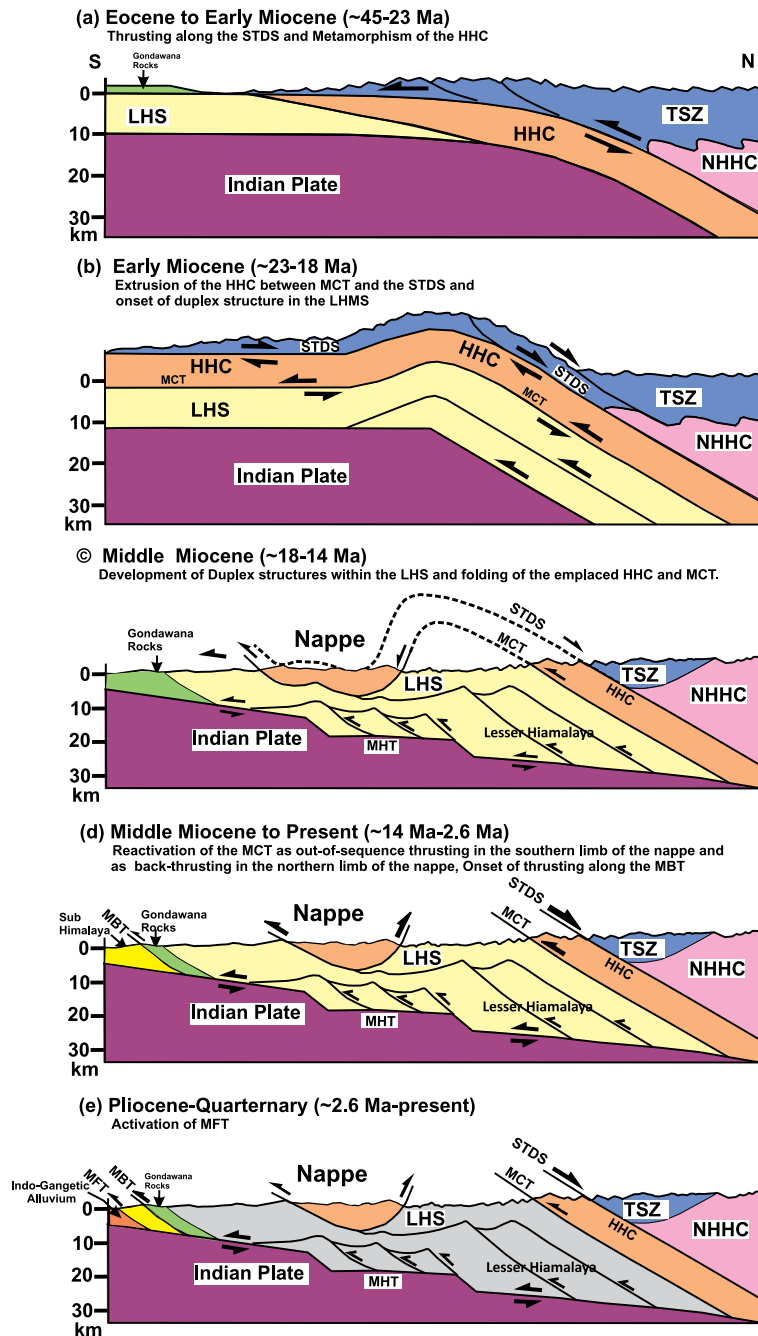 (a) Eocene to Early Miocene (~45-23 Ma)
Thrusting along the STDS and Metamorphism of the HHC
S
Gondawana
Rocks
N
0
10
20
30
km
LHS
HHC
TSZ
NHHC
Indian Plate
(b) Early Miocene (~23-18 Ma)
Extrusion of the HHC between MCT and the STDS and
onset of duplex structure in the LHMS
STDS
HHC
HHC
STDS
MCT
MCT
TSZ
LHS
NHHC
0
10
20
30
km
Indian Plate
© Middle Miocene (~18-14 Ma)
Development of Duplex structures within the LHS and folding of the emplaced HHC and MCT.
Gondawana
Rocks
Nappe
STDS
MCT
0
10
20
30
km
LHS
TSZ
HHC
NHHC
Indian Plate
MHT
Lesser Hiamalaya
(d) Middle Miocene to Present (~14 Ma-2.6 Ma)
Reactivation of the MCT as out-of-sequence thrusting in the southern limb of the nappe and
as back-thrusting in the northern limb of the nappe, Onset of thrusting along the MBT
Sub
Himalaya
MBT
Gondawana
Rocks
Nappe
STDS
MCT
0
10
20
30
km
LHS
TSZ
HHC
NHHC
Indian Plate
MHT
Lesser Hiamalaya
(e) Pliocene-Quarternary (~2.6 Ma-present)
Activation of MFT
Indo-Gangetic
Alluvium
MFT
MBT
Gondawana
Rocks
Nappe
STDS
MCT
0
10
20
30
km
LHS
TSZ
HHC
NHHC
Indian Plate
MHT
Lesser Hiamalaya